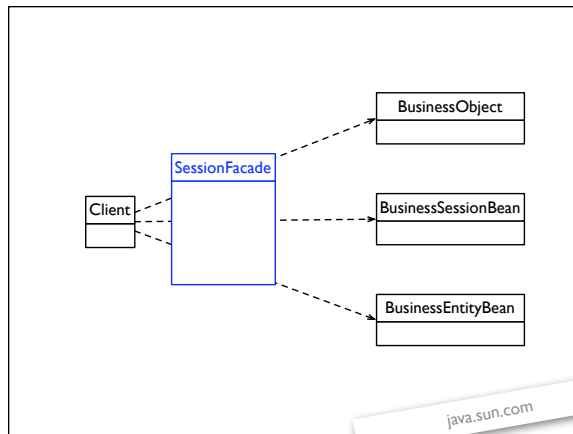 BusinessObject
SessionFacade
Client
BusinessSessionBean
BusinessEntityBean
java.sun.com